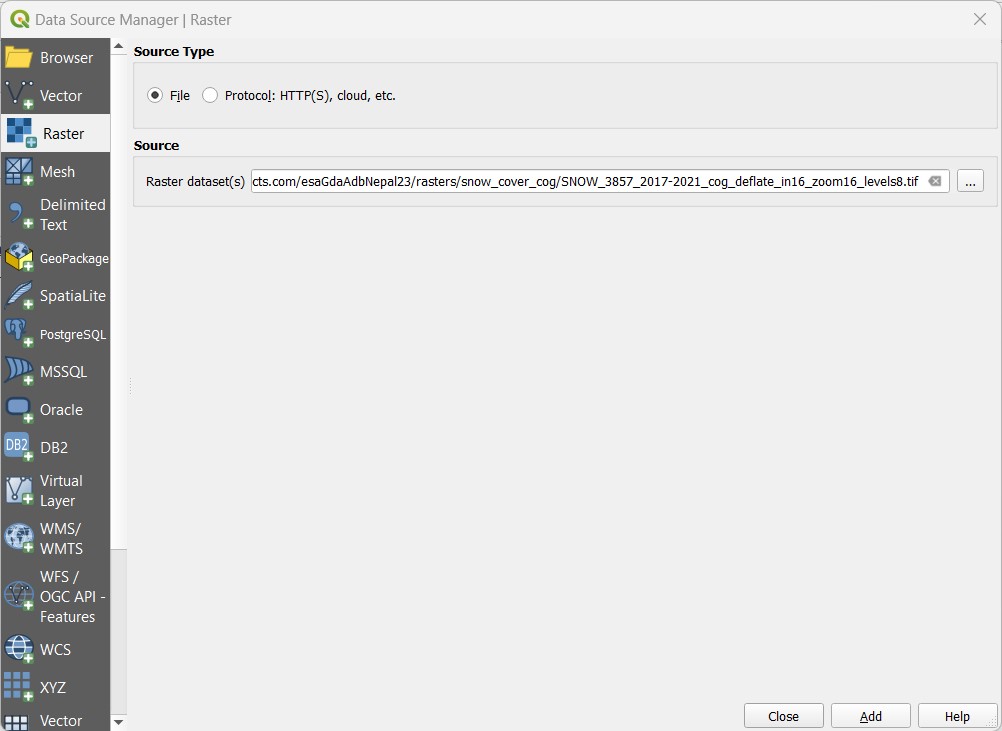 Data Source Manager | Raster
Browser
Vector
Raster
Mesh
Delimited
Text
GeoPackage
SpatiaLite
PostgreSQL
MSSQL
Oracle
DB2
DB2
Virtual
Layer
WMS/
WMTS
WFS /
OGC API -
Features
WCS
XYZ
Vector
Source Type
File Protocol: HTTP(S), cloud, etc.
Source
Raster dataset(s) cts.com/esaGdaAdbNepal23/rasters/snow_cover_cog/SNOW_3857_2017-2021_cog_deflate_in16_zoom16_levels8.tif ...
Close Add Help